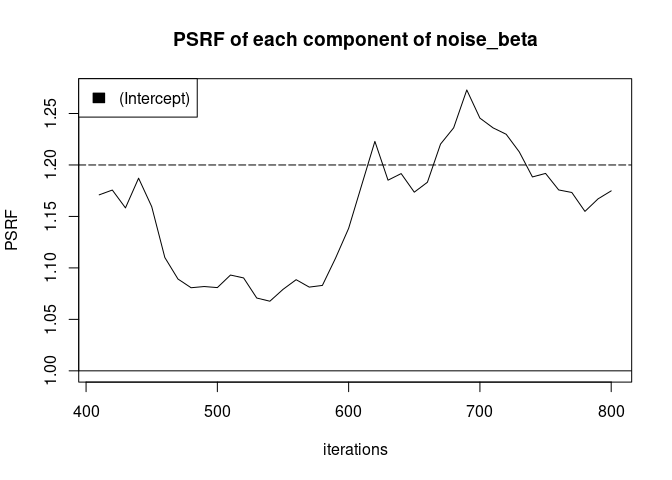 PSRF of each component of noise_beta
(Intercept)
PSRF
1.25
1.20
1.15
1.10
1.05
1.00
400 500 600 700 800
iterations